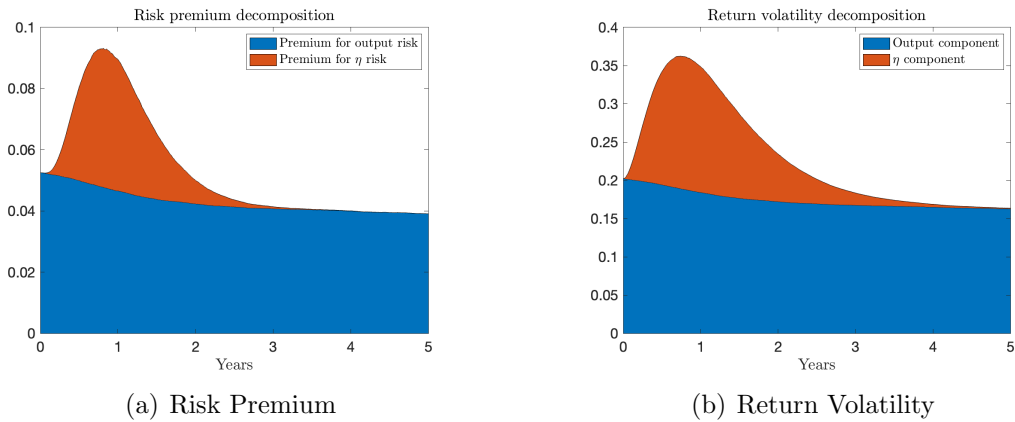 Risk premium decomposition
0.1
0.08
0.06
0.04
0.02
0
Premium for output risk
Premium for η risk
0 1 2 3 4 5
Years
(a) Risk Premium
Return volatility decomposition
0.4
0.35
0.3
0.25
0.2
0.15
0.1
0.05
0
Output component
η component
0 1 2 3 4 5
Years
(b) Return Volatility